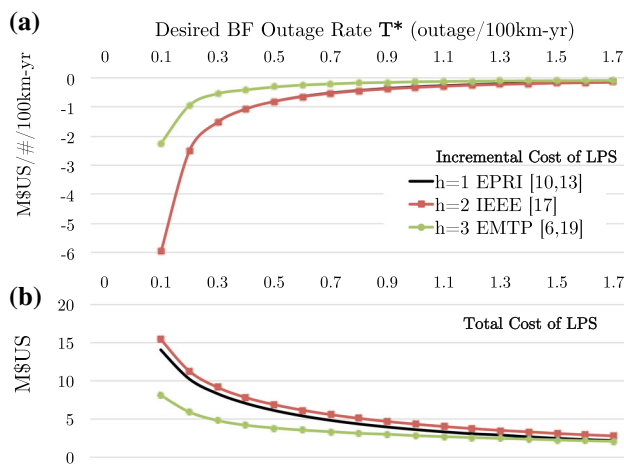 (a)
Desired BF Outage Rate T* (outage/100km-yr)
0 0.1 0.2 0.3 0.5 0.7 0.9 1.1 1.3 1.5 1.7
M$US/#/100km-yr
0
-1
-2
-3
-4
-5
-6
Incremental Cost of LPS
h=1 EPRI [10,13]
h=2 IEEE [17]
h=3 EMTP [6,19]
(b)
0 0.1 0.2 0.3 0.5 0.7 0.9 1.1 1.3 1.5 1.7
M$US
20
15
10
5
0
Total Cost of LPS